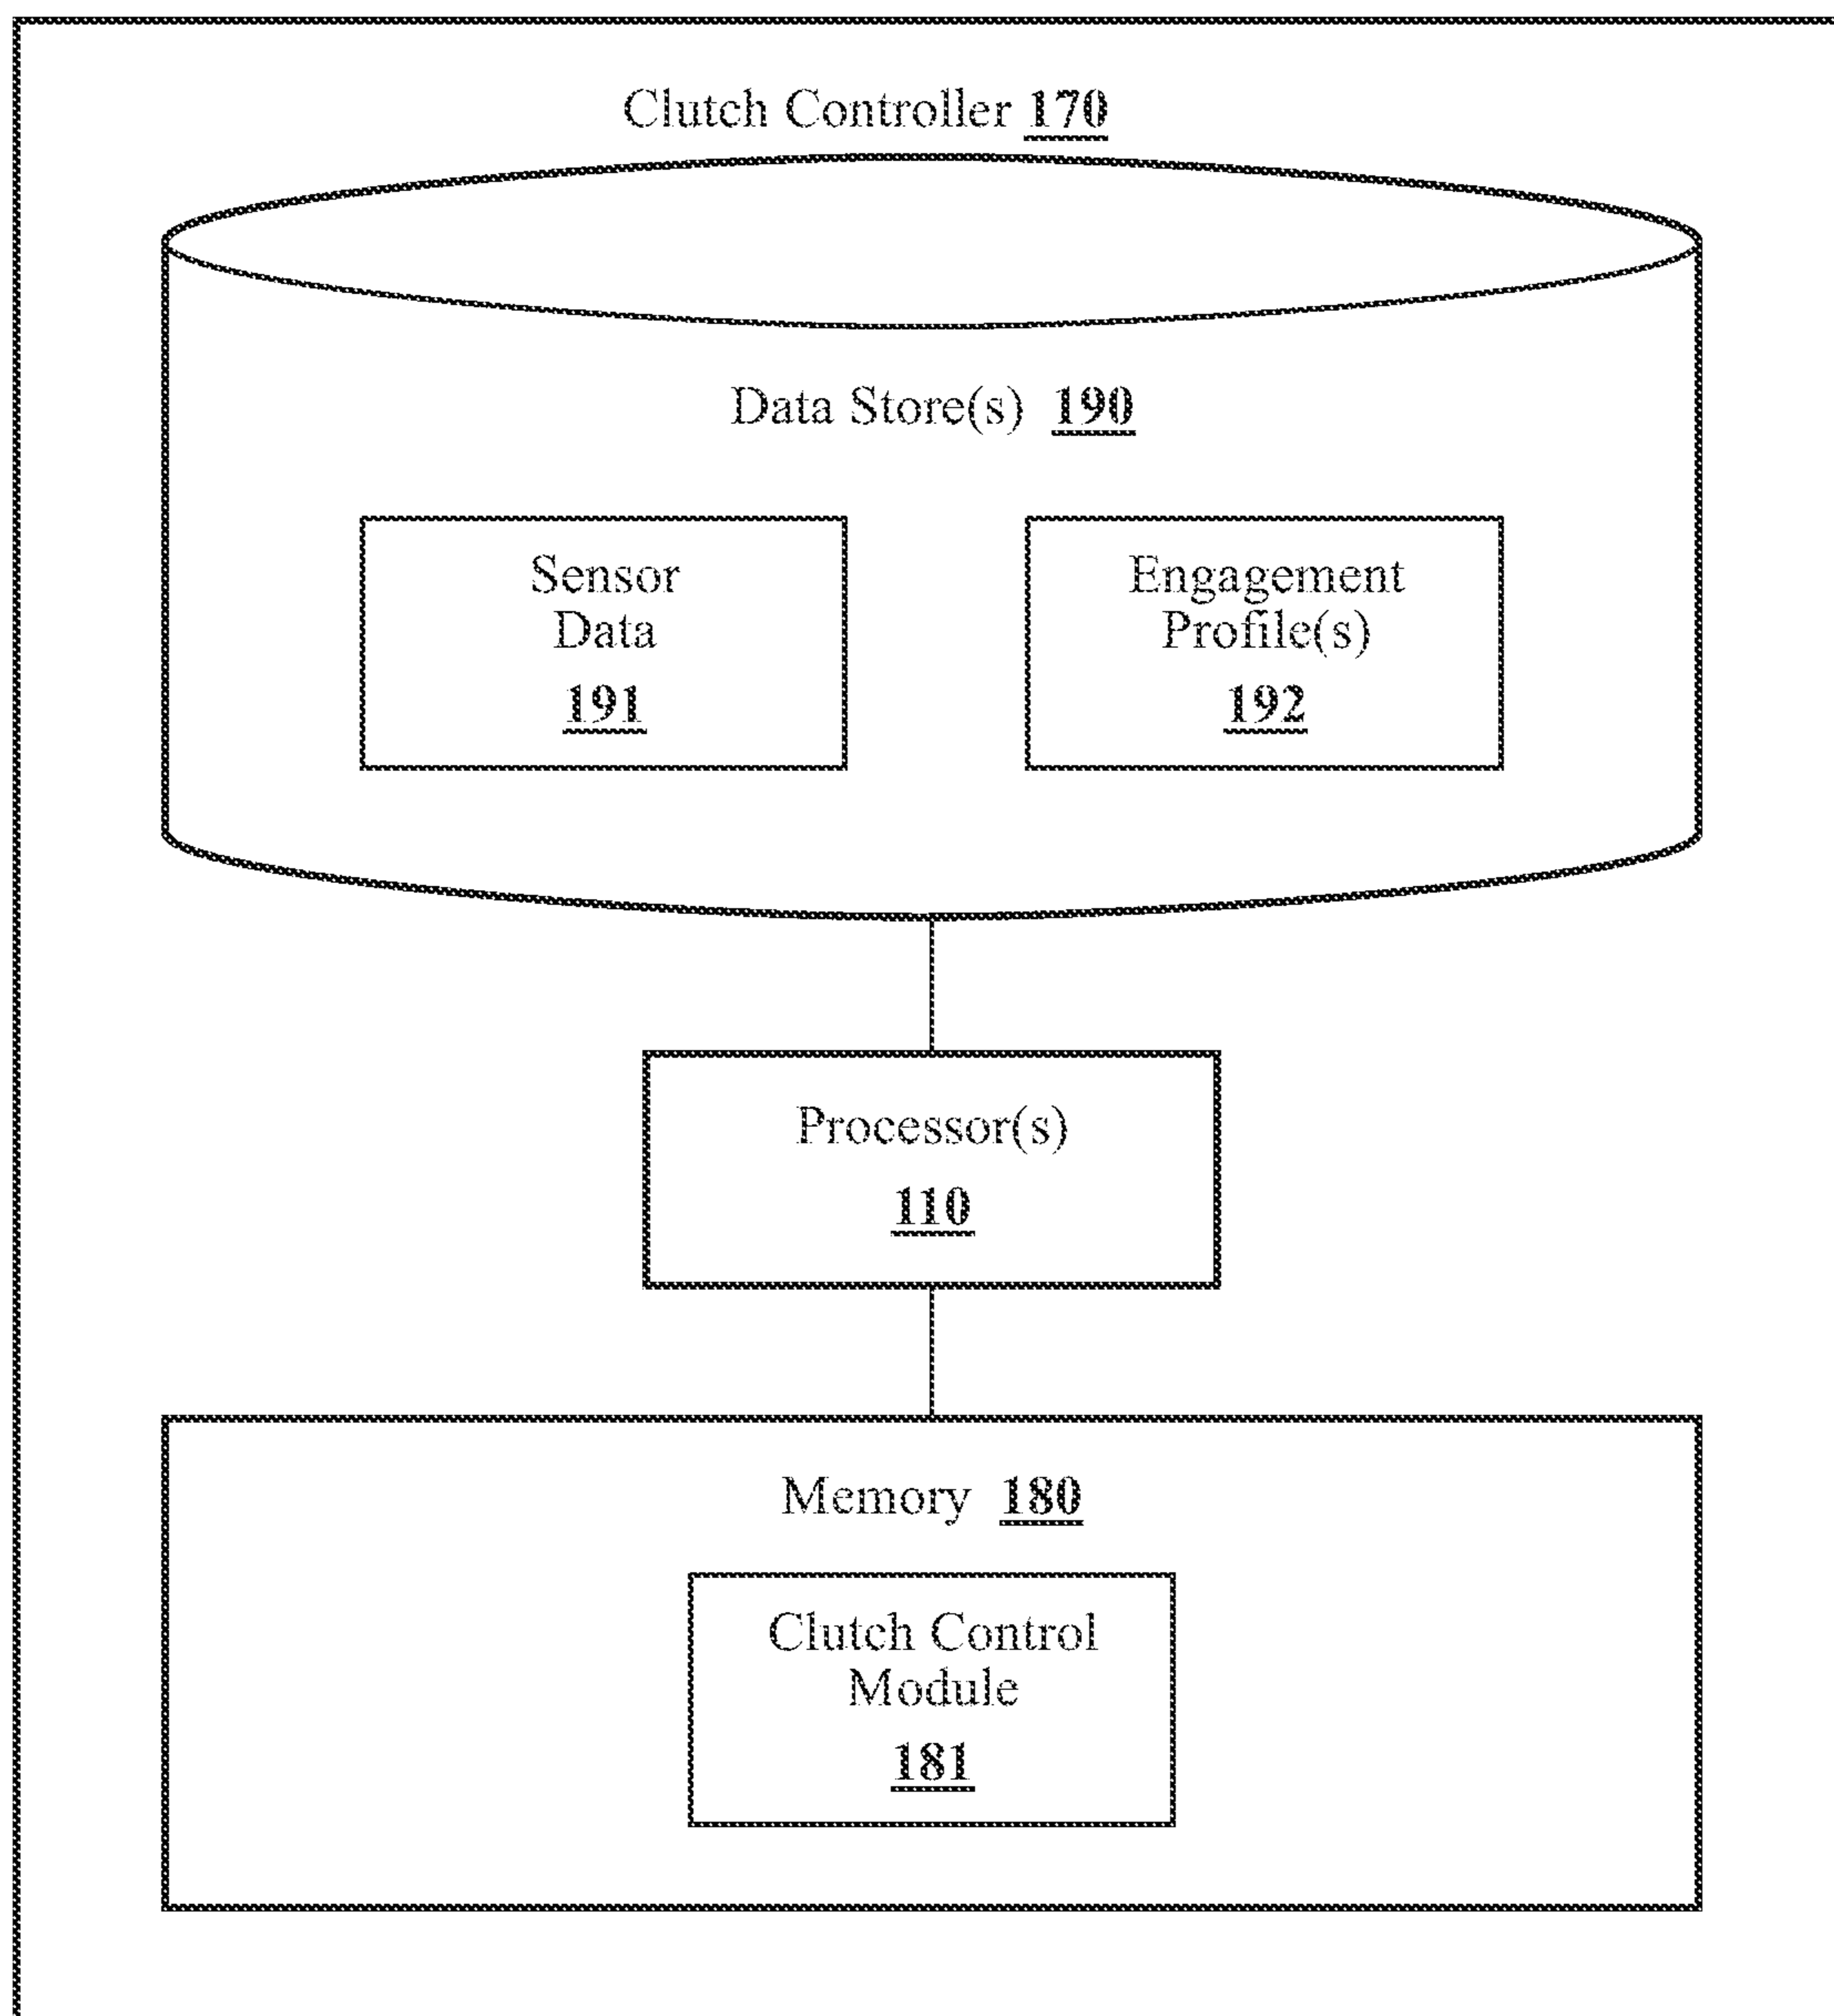 Clutch Controller 170
Data Store(s) 190
Sensor
Data
191
Engagement
Profile(s)
192
Processor(s)
110
Memory 180
Clutch Control
Module
181